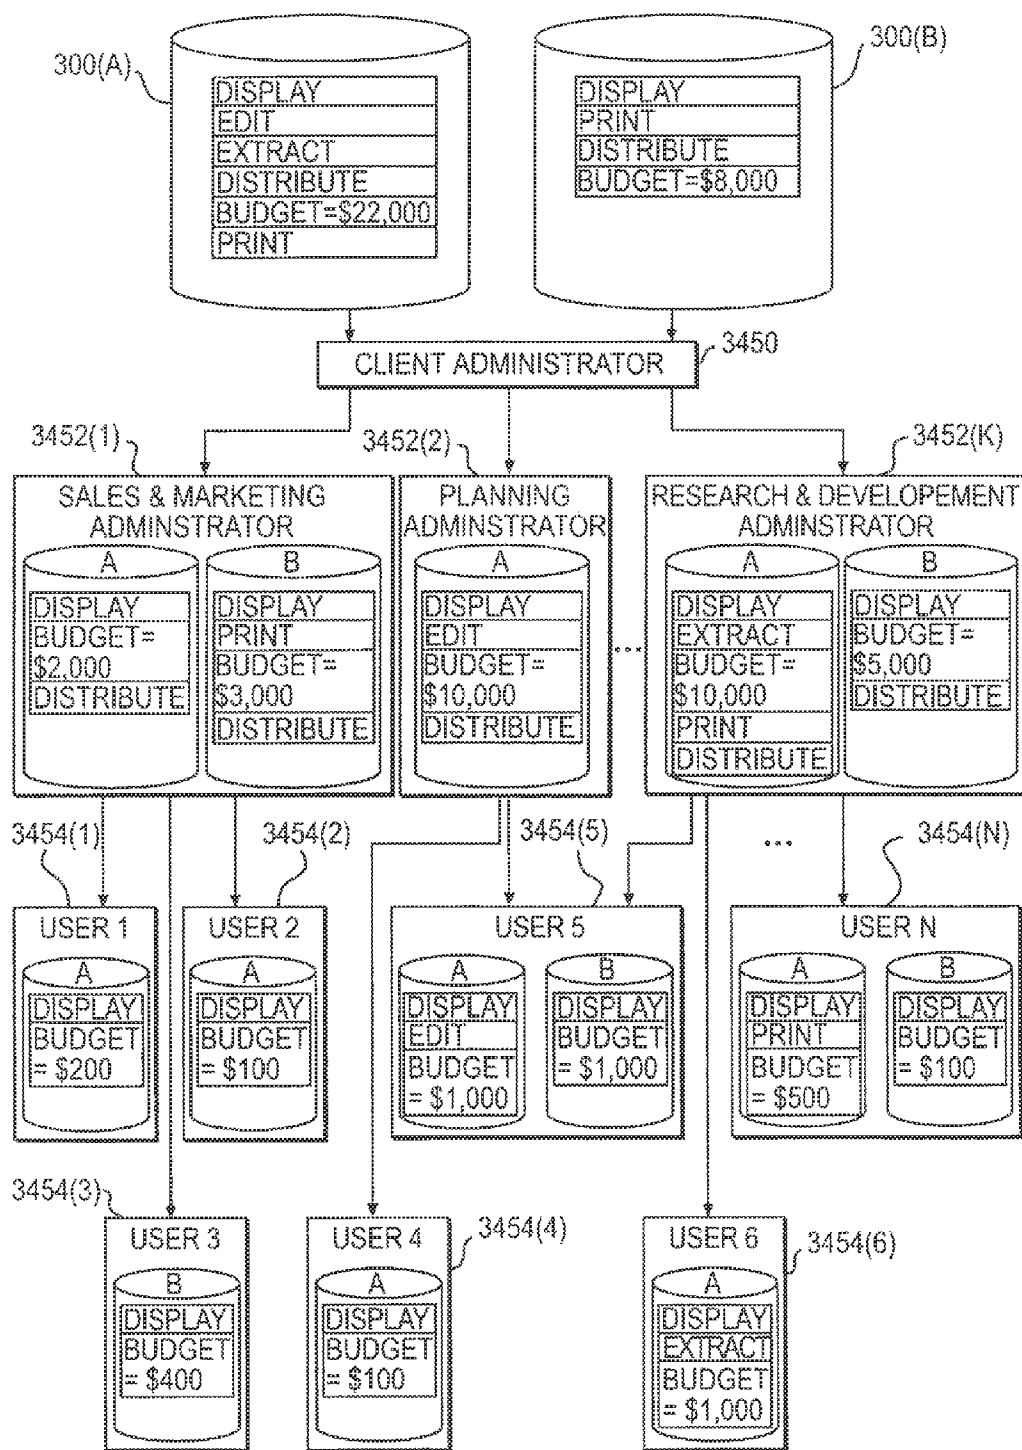 300(A)
300(B)
DISPLAY
EDIT
EXTRACT
DISTRIBUTE
BUDGET=$22,000
PRINT
DISPLAY
PRINT
DISTRIBUTE
BUDGET=$8,000
CLIENT ADMINISTRATOR
3450
3452(1)
3452(2)
3452(K)
SALES & MARKETING
ADMINSTRATOR
A
DISPLAY
BUDGET=
$2,000
DISTRIBUTE
B
DISPLAY
PRINT
BUDGET=
$3,000
DISTRIBUTE
PLANNING
ADMINSTRATOR
A
DISPLAY
EDIT
BUDGET=
$10,000
DISTRIBUTE
...
RESEARCH & DEVELOPEMENT
ADMINSTRATOR
A
DISPLAY
EXTRACT
BUDGET=
$10,000
PRINT
DISTRIBUTE
B
DISPLAY
BUDGET=
$5,000
DISTRIBUTE
3454(1)
3454(2)
3454(5)
...
3454(N)
USER 1
A
DISPLAY
BUDGET
= $200
USER 2
A
DISPLAY
BUDGET
= $100
USER 5
A
DISPLAY
EDIT
BUDGET
= $1,000
B
DISPLAY
BUDGET
= $1,000
USER N
A
DISPLAY
PRINT
BUDGET
= $500
B
DISPLAY
BUDGET
= $100
3454(3)
USER 3
B
DISPLAY
BUDGET
= $400
USER 4
A
DISPLAY
BUDGET
= $100
3454(4)
USER 6
A
DISPLAY
EXTRACT
BUDGET
= $1,000
3454(6)